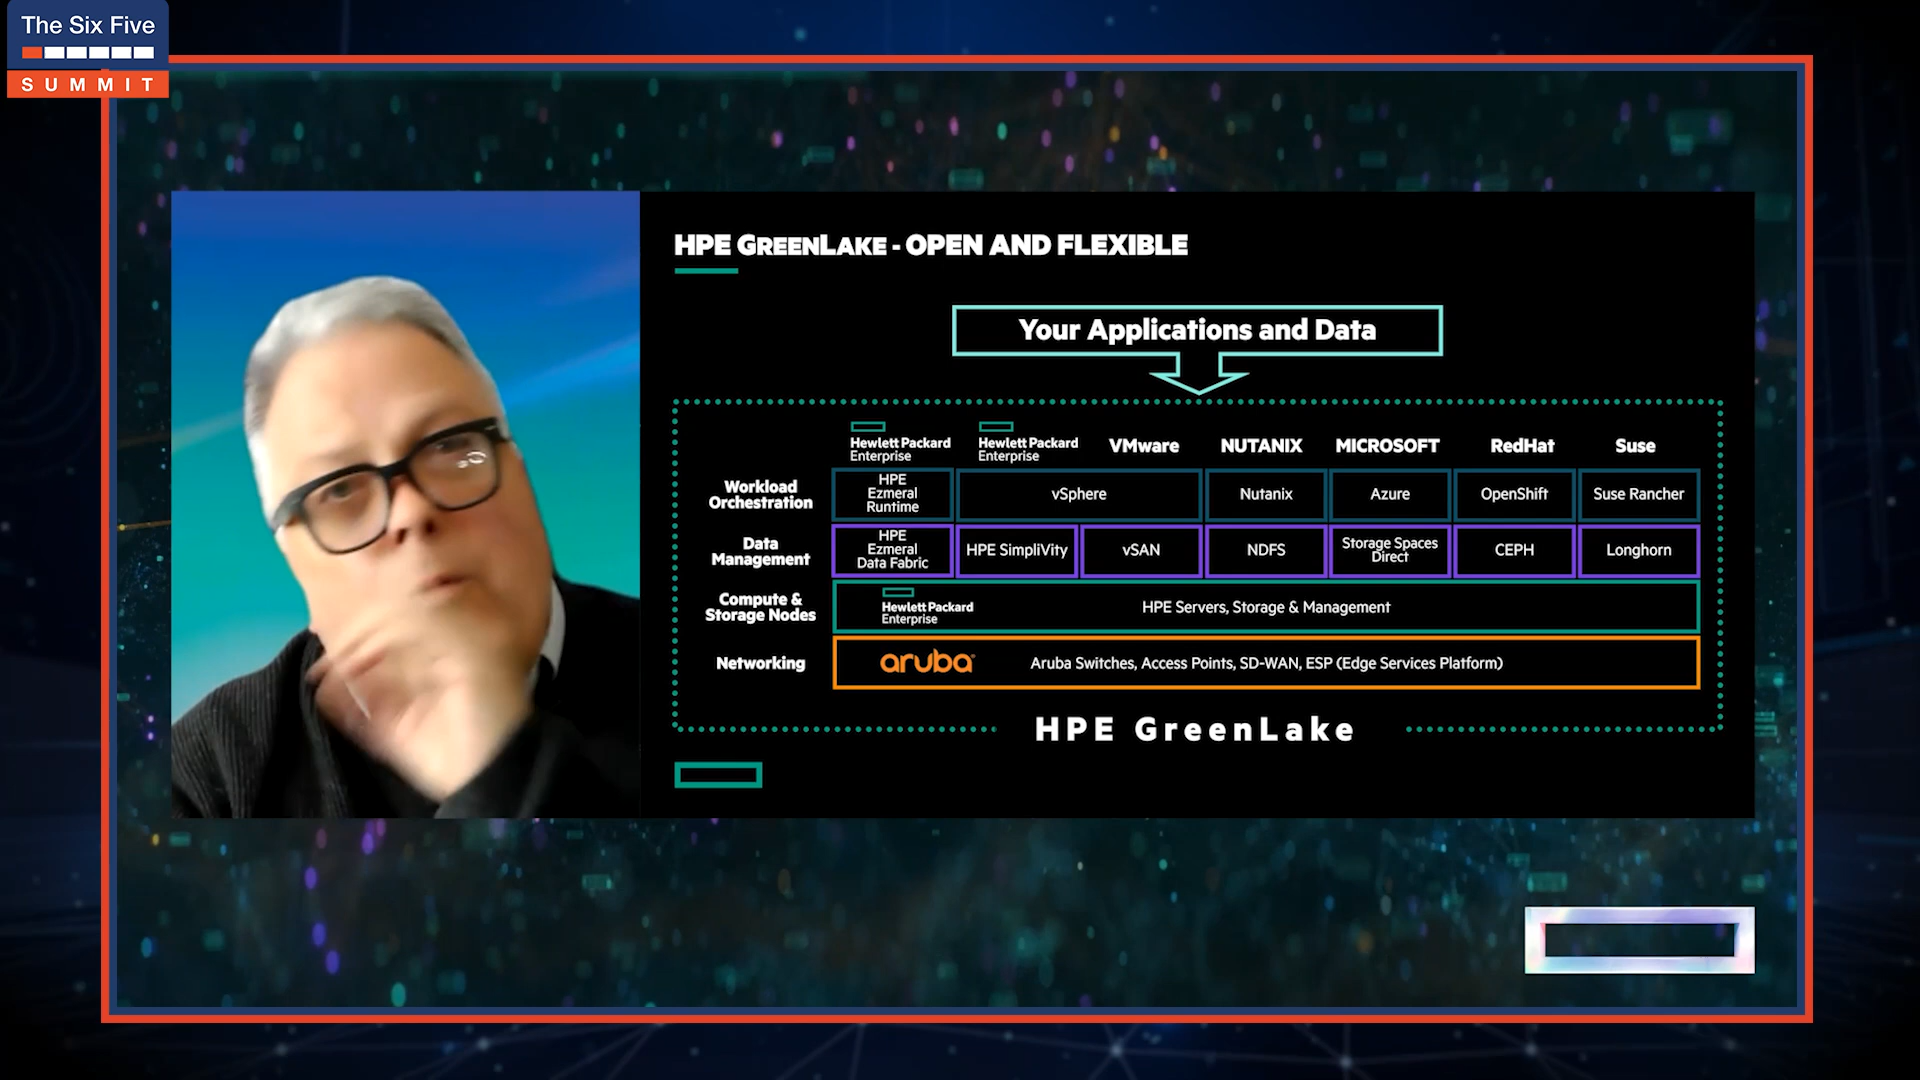 The Six Five
SUMMIT
HPE GREENLAKE - OPEN AND FLEXIBLE
Your Applications and Data
Hewlett Packard
Enterprise
Hewlett Packard
Enterprise
VMware
NUTANIX
MICROSOFT
RedHat
Suse
Workload
Orchestration
HPE
Ezmeral
Runtime
vSphere
Nutanix
Azure
OpenShift
Suse Rancher
Data
Management
HPE
Ezmeral
Data Fabric
HPE SimpliVity
vSAN
NDFS
Storage Spaces
Direct
CEPH
Longhorn
Compute &
Storage Nodes
Hewlett Packard
Enterprise
HPE Servers, Storage & Management
Networking
aruba
Aruba Switches, Access Points, SD-WAN, ESP (Edge Services Platform)
HPE GreenLake